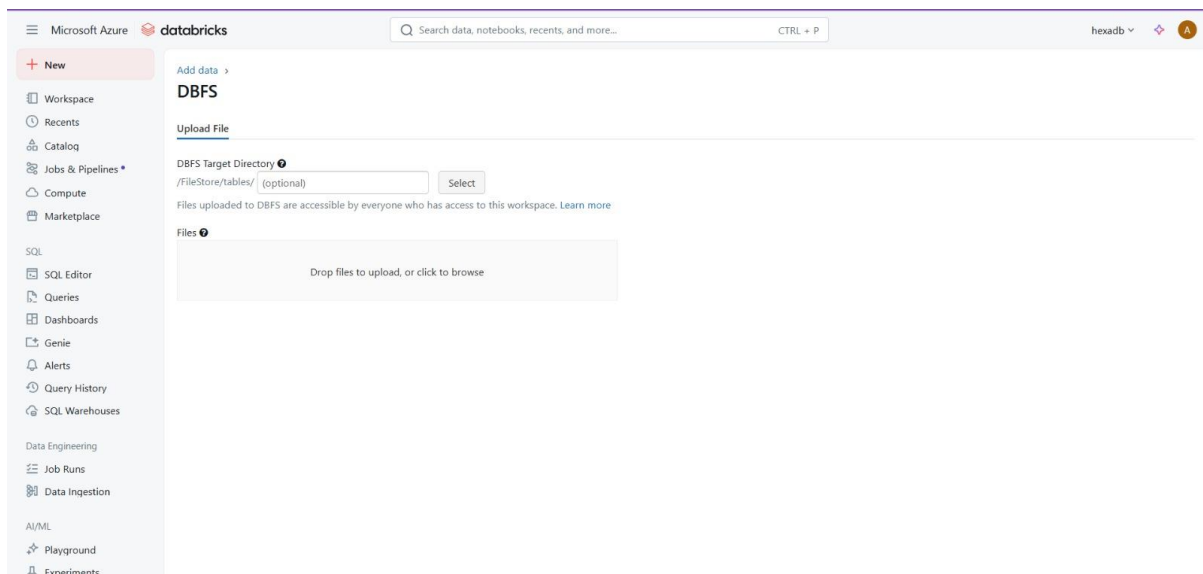 Microsoft Azure databricks
Search data, notebooks, recents, and more... CTRL + P
hexadb
A
New
Workspace
Recents
Catalog
Jobs & Pipelines
Compute
Marketplace
SQL
SQL Editor
Queries
Dashboards
Genie
Alerts
Query History
SQL Warehouses
Data Engineering
Job Runs
Data Ingestion
AI/ML
Playground
Experiments
Add data ›
DBFS
Upload File
DBFS Target Directory
/FileStore/tables/ (optional) Select
Files uploaded to DBFS are accessible by everyone who has access to this workspace. Learn more
Files
Drop files to upload, or click to browse